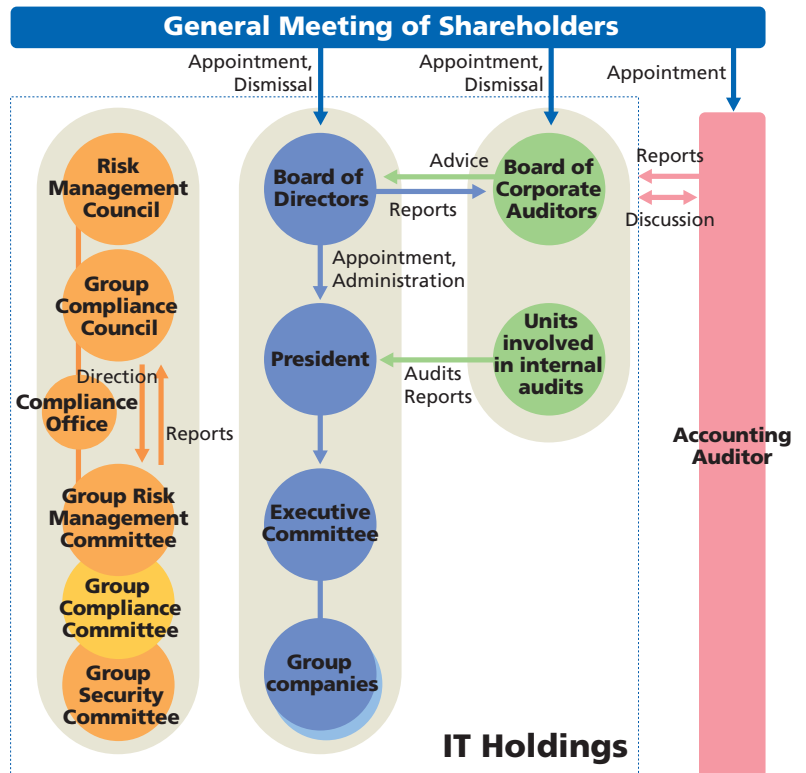 General Meeting of Shareholders
Appointment,
Dismissal
Appointment,
Dismissal
Appointment
Risk
Management
Council
Group
Compliance
Council
Direction
Compliance
Office
Reports
Group Risk
Management
Committee
Group
Compliance
Committee
Group
Security
Committee
Board of
Directors
Advice
Reports
Board of
Corporate
Auditors
Reports
Discussion
Appointment,
Administration
President
Audits
Reports
Units
involved
in internal
audits
Executive
Committee
Group
companies
Accounting
Auditor
IT Holdings